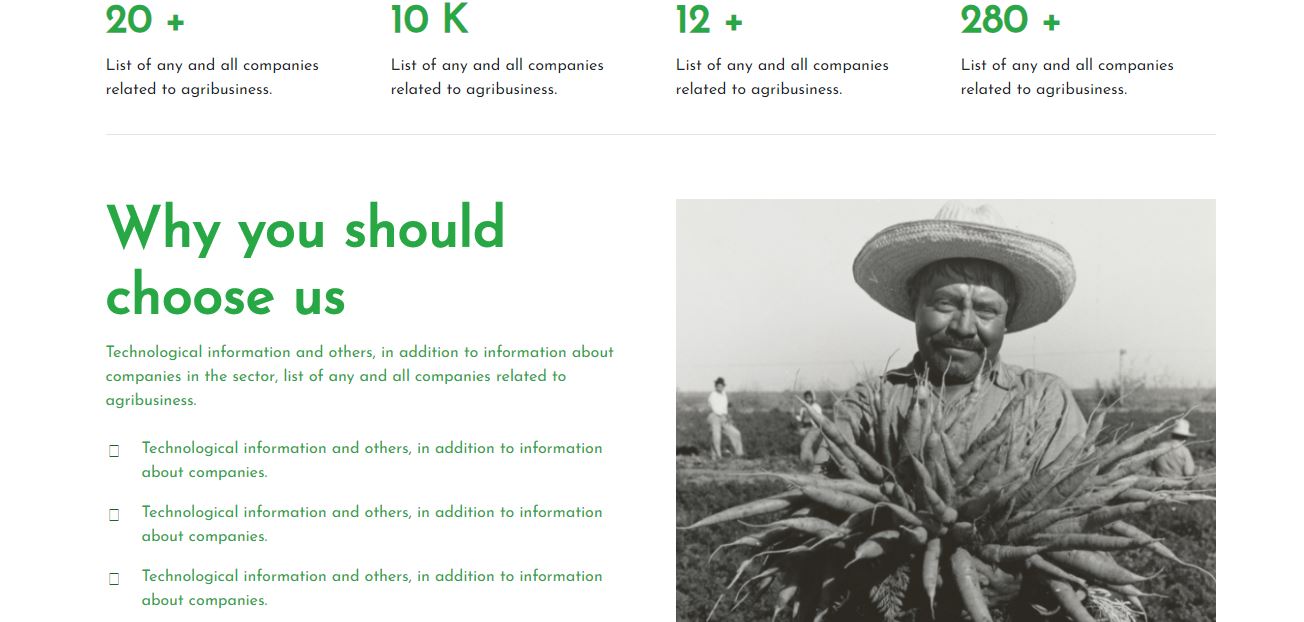 20 +
10 K
12 +
280 +
List of any and all companies
related to agribusiness.
List of any and all companies
related to agribusiness.
List of any and all companies
related to agribusiness.
List of any and all companies
related to agribusiness.
Why you should
choose us
Technological information and others, in addition to information about
companies in the sector, list of any and all companies related to
agribusiness.
Technological information and others, in addition to information
about companies.
Technological information and others, in addition to information
about companies.
Technological information and others, in addition to information
about companies.